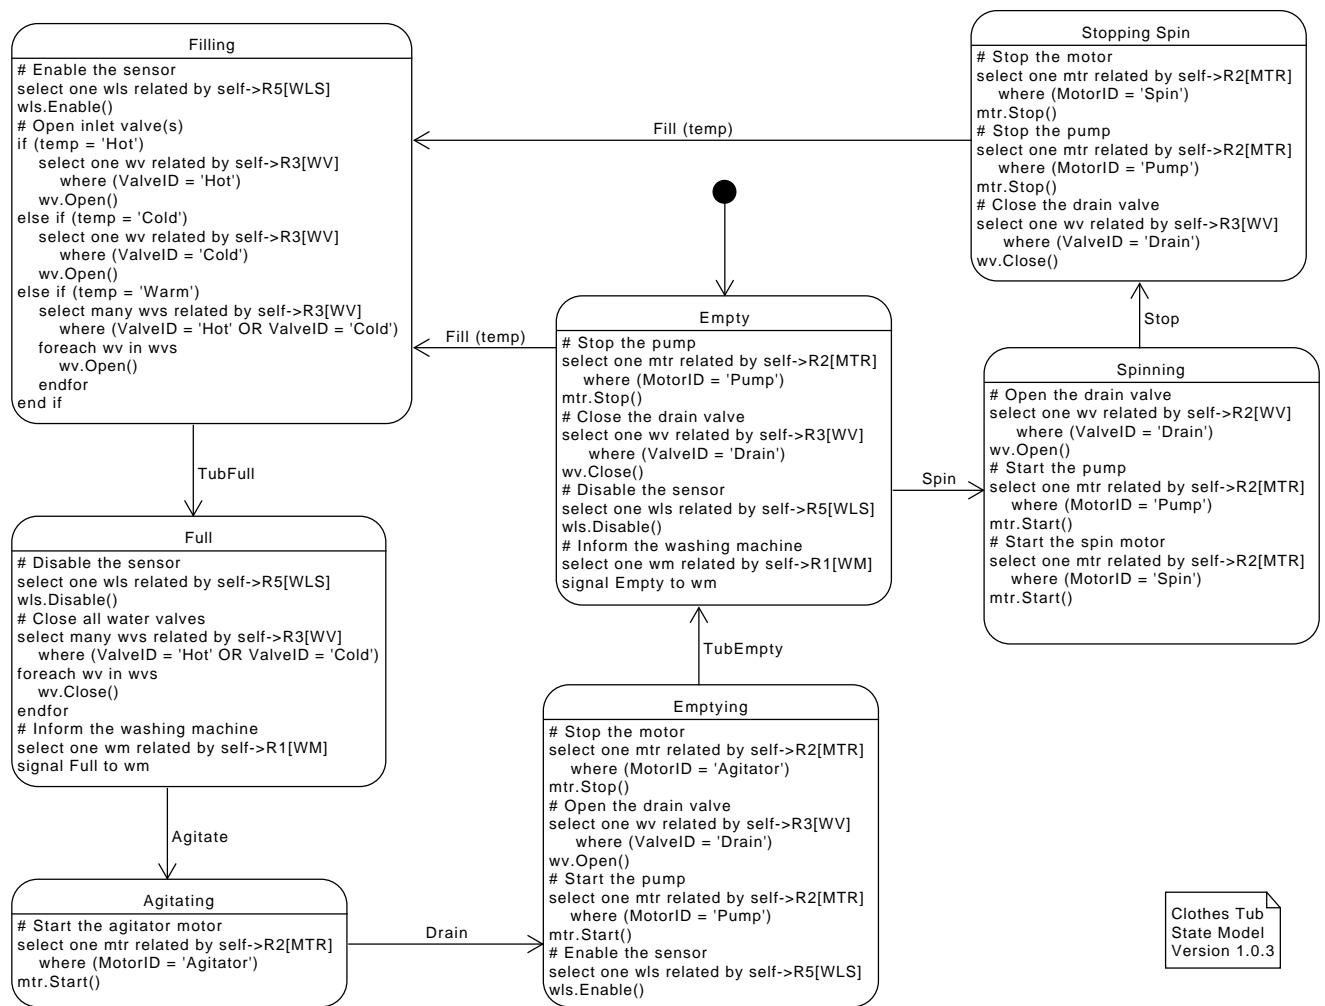 Filling
# Enable the sensor
select one wls related by self->R5[WLS]
wls.Enable()
# Open inlet valve(s)
if (temp = 'Hot')
select one wv related by self->R3[WV]
where (ValveID = 'Hot')
wv.Open()
else if (temp = 'Cold')
select one wv related by self->R3[WV]
where (ValveID = 'Cold')
wv.Open()
else if (temp = 'Warm')
select many wvs related by self->R3[WV]
where (ValveID = 'Hot' OR ValveID = 'Cold')
foreach wv in wvs
wv.Open()
endfor
end if
Fill (temp)
Stopping Spin
# Stop the motor
select one mtr related by self->R2[MTR]
where (MotorID = 'Spin')
mtr.Stop()
# Stop the pump
select one mtr related by self->R2[MTR]
where (MotorID = 'Pump')
mtr.Stop()
# Close the drain valve
select one wv related by self->R3[WV]
where (ValveID = 'Drain')
wv.Close()
Fill (temp)
Empty
# Stop the pump
select one mtr related by self->R2[MTR]
where (MotorID = 'Pump')
mtr.Stop()
# Close the drain valve
select one wv related by self->R3[WV]
where (ValveID = 'Drain')
wv.Close()
# Disable the sensor
select one wls related by self->R5[WLS]
wls.Disable()
# Inform the washing machine
select one wm related by self->R1[WM]
signal Empty to wm
Stop
Spin
Spinning
# Open the drain valve
select one wv related by self->R2[WV]
where (ValveID = 'Drain')
wv.Open()
# Start the pump
select one mtr related by self->R2[MTR]
where (MotorID = 'Pump')
mtr.Start()
# Start the spin motor
select one mtr related by self->R2[MTR]
where (MotorID = 'Spin')
mtr.Start()
TubFull
Full
# Disable the sensor
select one wls related by self->R5[WLS]
wls.Disable()
# Close all water valves
select many wvs related by self->R3[WV]
where (ValveID = 'Hot' OR ValveID = 'Cold')
foreach wv in wvs
wv.Close()
endfor
# Inform the washing machine
select one wm related by self->R1[WM]
signal Full to wm
TubEmpty
Emptying
# Stop the motor
select one mtr related by self->R2[MTR]
where (MotorID = 'Agitator')
mtr.Stop()
# Open the drain valve
select one wv related by self->R3[WV]
where (ValveID = 'Drain')
wv.Open()
# Start the pump
select one mtr related by self->R2[MTR]
where (MotorID = 'Pump')
mtr.Start()
# Enable the sensor
select one wls related by self->R5[WLS]
wls.Enable()
Agitate
Agitating
# Start the agitator motor
select one mtr related by self->R2[MTR]
where (MotorID = 'Agitator')
mtr.Start()
Drain
Clothes Tub
State Model
Version 1.0.3